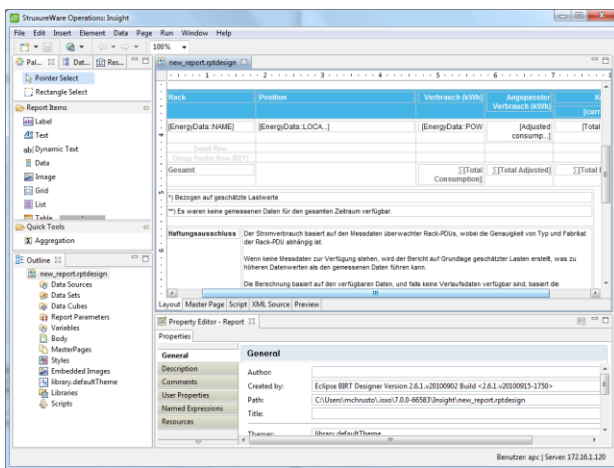 StruxureWare Operations: Insight
File Edit Insert Element Data Page Run Window Help
100%
Pal... Dat... Res...
new_report.rptdesign
Pointer Select
Rectangle Select
Report Items
Label
Text
Dynamic Text
Data
Image
Grid
List
Table
Quick Tools
Aggregation
Rack Position Verbrauch (kWh) Angepasster Verbrauch (kWh)
[EnergyData::NAME] [EnergyData::LOCA...] [EnergyData::POW [Adjusted consump...] [Total
Detail Row
Group Footer Row (KEY)
Gesamt Σ[Total Consumption] Σ[Total Adjusted]
*) Bezogen auf geschätzte Lastwerte
**) Es waren keine gemessenen Daten für den gesamten Zeitraum verfügbar.
Haftungsausschluss Der Stromverbrauch basiert auf den Messdaten überwachter Rack-PDUs, wobei die Genauigkeit von Typ und Fabrikat
der Rack-PDU abhängig ist.
Wenn keine Messdaten zur Verfügung stehen, wird der Bericht auf Grundlage geschätzter Lasten erstellt, was zu
höheren Datenwerten als den gemessenen Daten führen kann.
Die Berechnung basiert auf den verfügbaren Daten, und falls keine Verlaufsdaten verfügbar sind, basiert die
Layout Master Page Script XML Source Preview
Outline
new_report.rptdesign
Data Sources
Data Sets
Data Cubes
Report Parameters
Variables
Body
MasterPages
Styles
Embedded Images
library.defaultTheme
Libraries
Scripts
Property Editor - Report
Properties
General
Description
Comments
User Properties
Named Expressions
Resources
General
Author:
Created by: Eclipse BIRT Designer Version 2.6.1.v20100902 Build <2.6.1.v20100915-1750>
Path: C:\Users\mchrusto\.isxo\7.0.0-66583\Insight\new_report.rptdesign
Title:
Themes: library.defaultTheme
Benutzer: apc | Server: 172.16.1.120